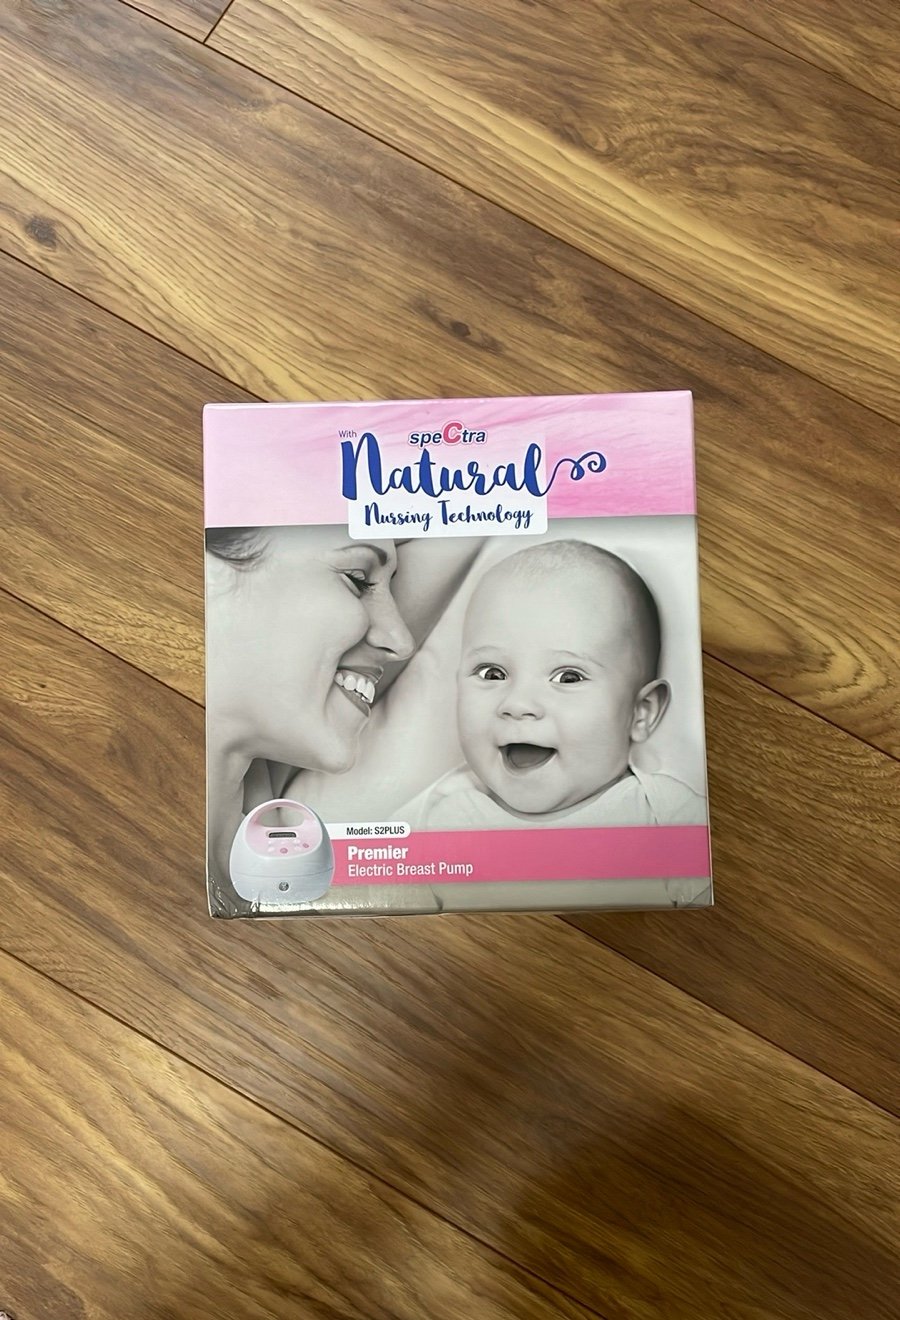 speCtra
With
Natural
Nursing Technology
Model: S2PLUS
Premier
Electric Breast Pump